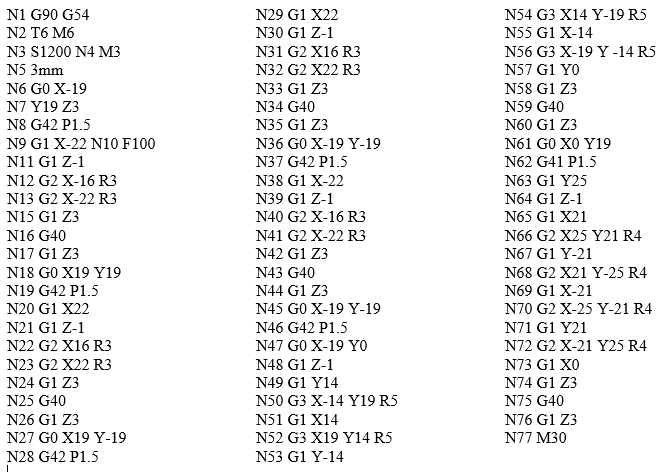 N1 G90 G54
N2 T6 M6
N3 S1200 N4 M3
N5 3mm
N6 G0 X-19
N7 Y19 Z3
N8 G42 P1.5
N9 G1 X-22 N10 F100
N11 G1 Z-1
N12 G2 X-16 R3
N13 G2 X-22 R3
N15 G1 Z3
N16 G40
N17 G1 Z3
N18 G0 X19 Y19
N19 G42 P1.5
N20 G1 X22
N21 G1 Z-1
N22 G2 X16 R3
N23 G2 X22 R3
N24 G1 Z3
N25 G40
N26 G1 Z3
N27 G0 X19 Y-19
N28 G42 P1.5
N29 G1 X22
N30 G1 Z-1
N31 G2 X16 R3
N32 G2 X22 R3
N33 G1 Z3
N34 G40
N35 G1 Z3
N36 G0 X-19 Y-19
N37 G42 P1.5
N38 G1 X-22
N39 G1 Z-1
N40 G2 X-16 R3
N41 G2 X-22 R3
N42 G1 Z3
N43 G40
N44 G1 Z3
N45 G0 X-19 Y-19
N46 G42 P1.5
N47 G0 X-19 Y0
N48 G1 Z-1
N49 G1 Y14
N50 G3 X-14 Y19 R5
N51 G1 X14
N52 G3 X19 Y14 R5
N53 G1 Y-14
N54 G3 X14 Y-19 R5
N55 G1 X-14
N56 G3 X-19 Y -14 R5
N57 G1 Y0
N58 G1 Z3
N59 G40
N60 G1 Z3
N61 G0 X0 Y19
N62 G41 P1.5
N63 G1 Y25
N64 G1 Z-1
N65 G1 X21
N66 G2 X25 Y21 R4
N67 G1 Y-21
N68 G2 X21 Y-25 R4
N69 G1 X-21
N70 G2 X-25 Y-21 R4
N71 G1 Y21
N72 G2 X-21 Y25 R4
N73 G1 X0
N74 G1 Z3
N75 G40
N76 G1 Z3
N77 M30